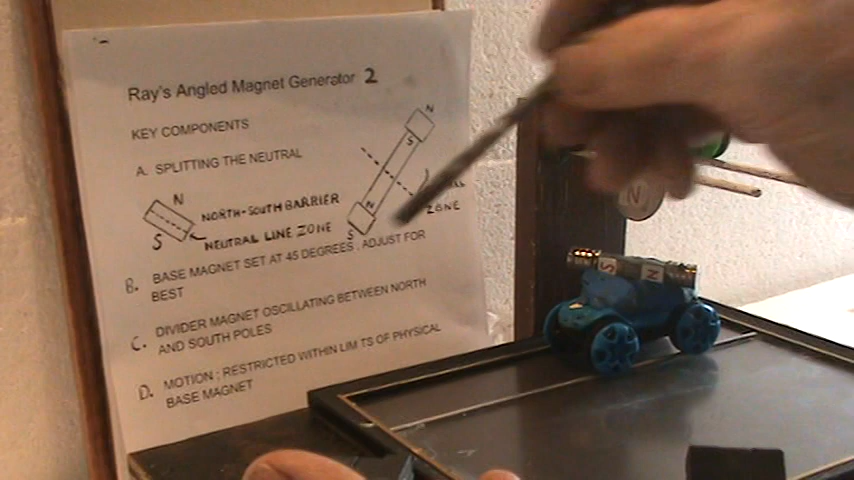 Ray's Angled Magnet Generator 2
KEY COMPONENTS
A. SPLITTING THE NEUTRAL
N
S
NORTH-SOUTH BARRIER
NEUTRAL LINE ZONE
N
S
N
S
ZONE
B. BASE MAGNET SET AT 45 DEGREES ; ADJUST FOR
BEST
C. DIVIDER MAGNET OSCILLATING BETWEEN NORTH
AND SOUTH POLES
D. MOTION ; RESTRICTED WITHIN LIM TS OF PHYSICAL
BASE MAGNET
N
S
N